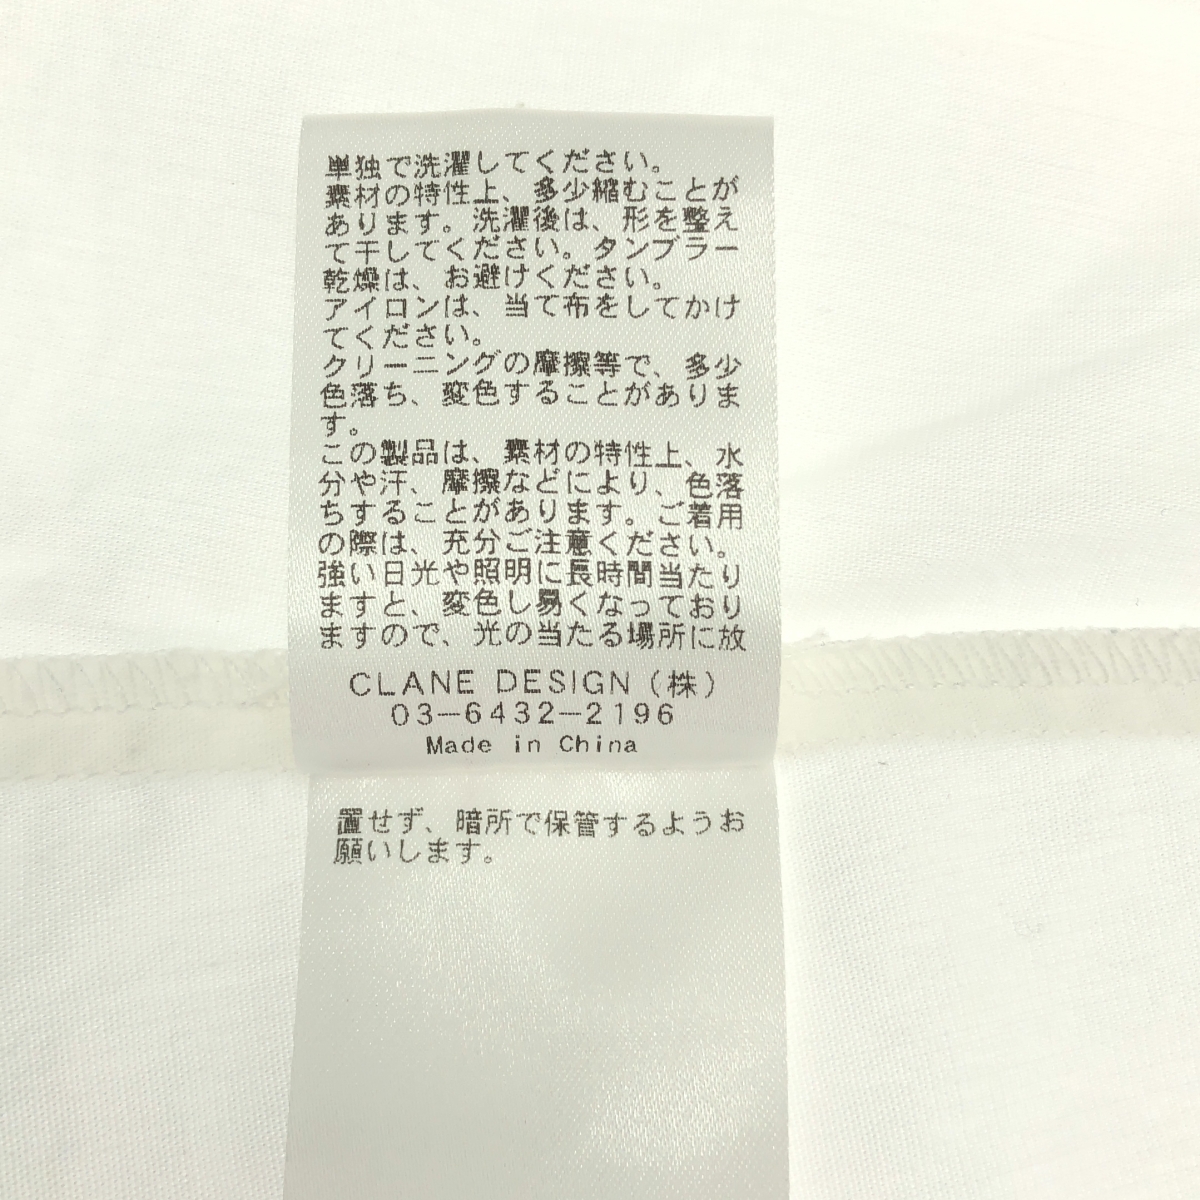 単独で洗濯してください。
素材の特性上、多少縮むことが
あります。洗濯後は、形を整え
て干してください。タンブラー
乾燥は、お避けください。
アイロンは、当て布をしてかけ
てください。
クリーニングの摩擦等で、多少
色落ち、変色することがありま
す。
この製品は、素材の特性上、水
分や汗、摩擦などにより、色落
ちすることがあります。ご着用
の際は、充分ご注意ください。
強い日光や照明に長時間当たり
ますと、変色し易くなっており
ますので、光の当たる場所に放
CLANE DESIGN（株）
03−6432−2196
Made in China
置せず、暗所で保管するようお
願いします。